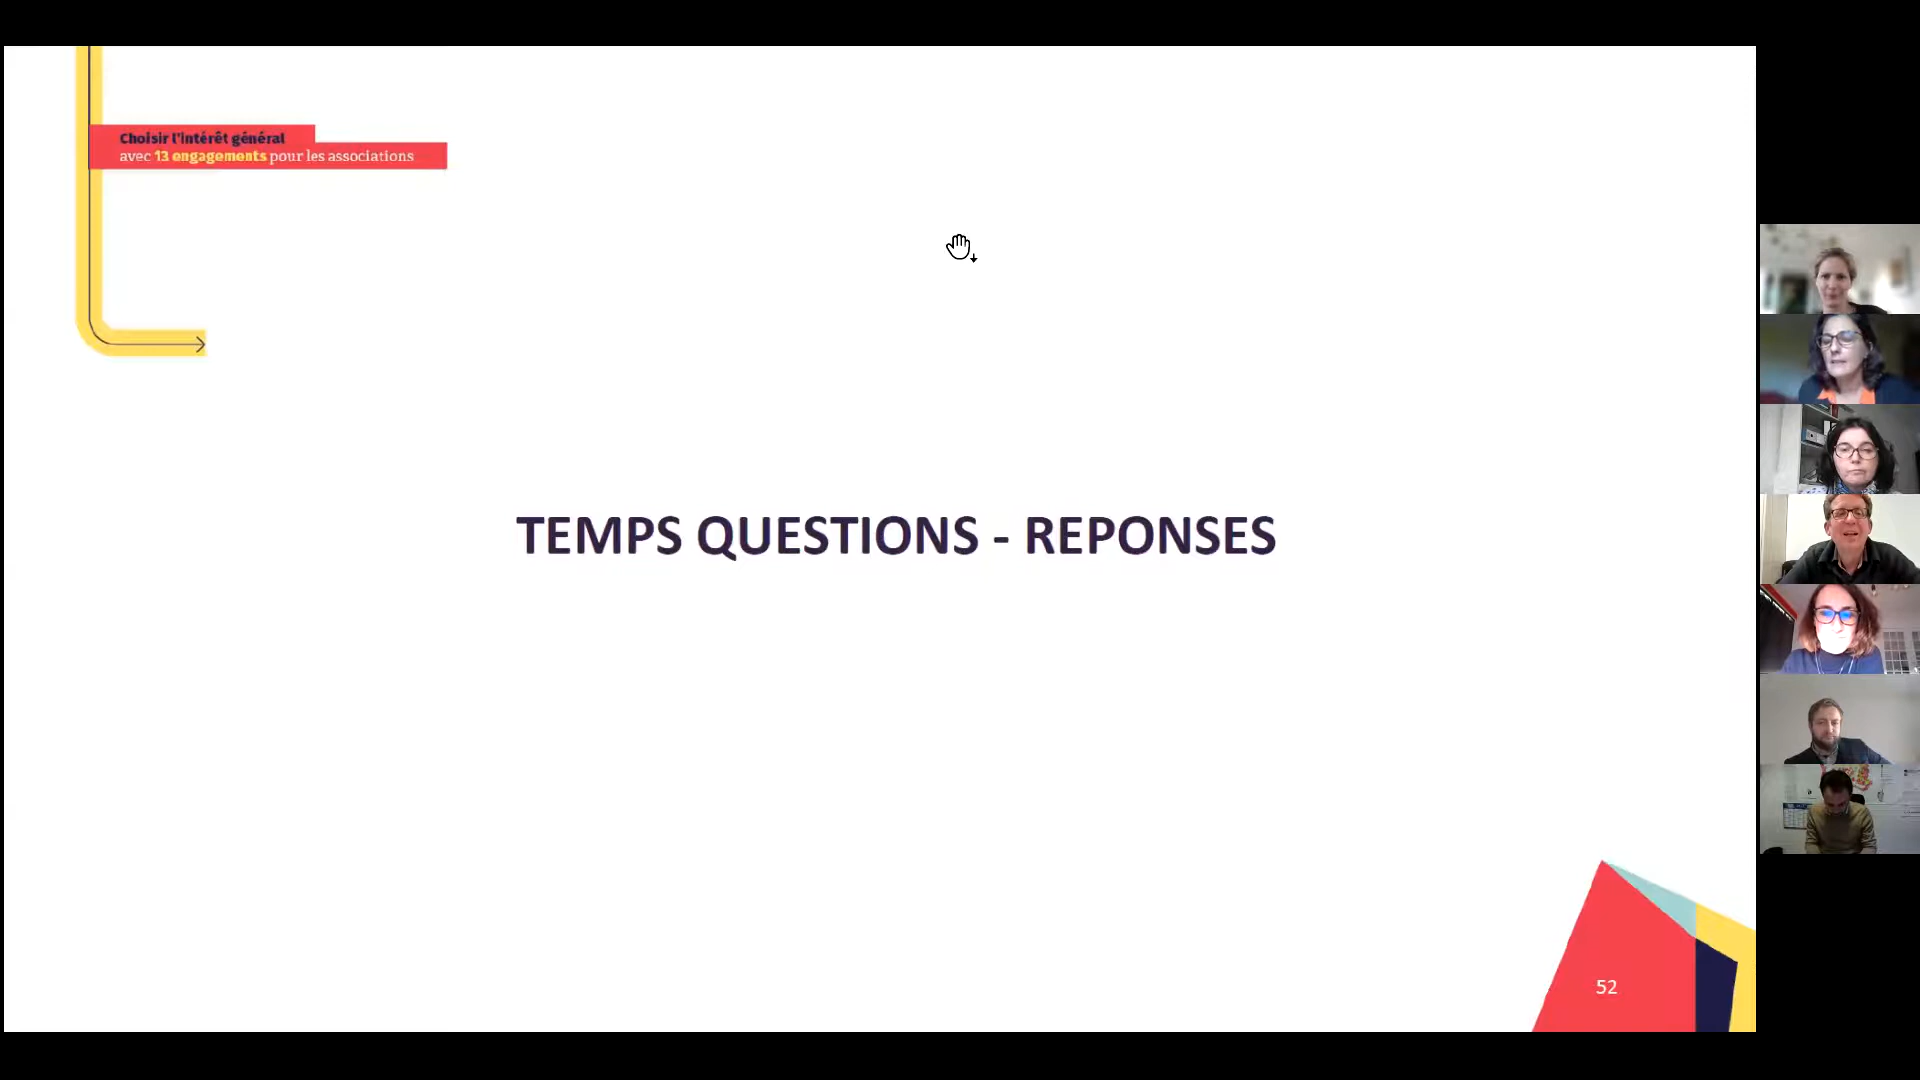 Choisir l'intérêt général
avec 13 engagements pour les associations
TEMPS QUESTIONS - REPONSES
52